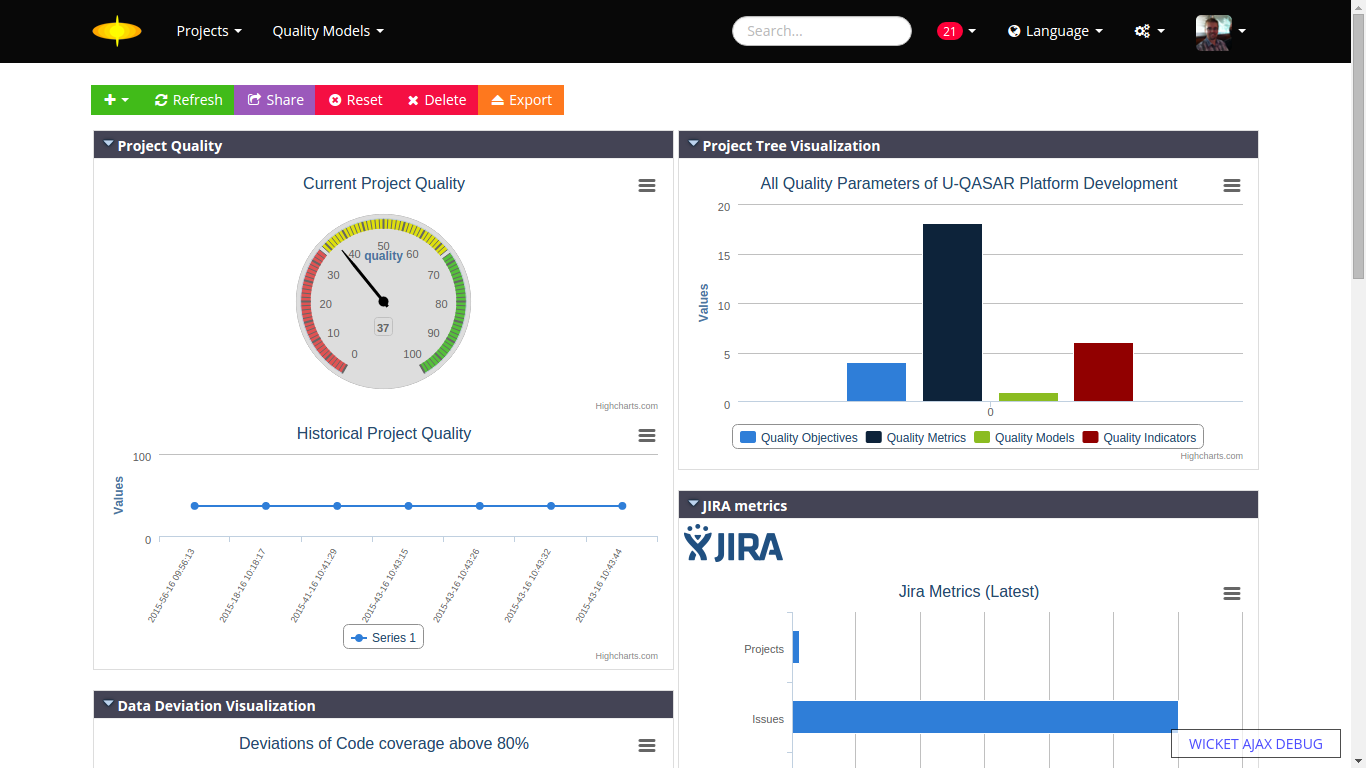 Projects Quality Models Search... 21 Language
Refresh Share Reset Delete Export
Project Quality
Current Project Quality
0 10 20 30 40 50 60 70 80 90 100
quality
37
Highcharts.com
Historical Project Quality
Values
100
0
2015-56-16 09:56:13
2015-18-16 10:18:17
2015-41-16 10:41:29
2015-43-16 10:43:15
2015-43-16 10:43:26
2015-43-16 10:43:32
2015-43-16 10:43:44
Series 1
Highcharts.com
Data Deviation Visualization
Deviations of Code coverage above 80%
Project Tree Visualization
All Quality Parameters of U-QASAR Platform Development
Values
20
15
10
5
0
0
Quality Objectives Quality Metrics Quality Models Quality Indicators
Highcharts.com
JIRA metrics
JIRA
Jira Metrics (Latest)
Projects
Issues
WICKET AJAX DEBUG